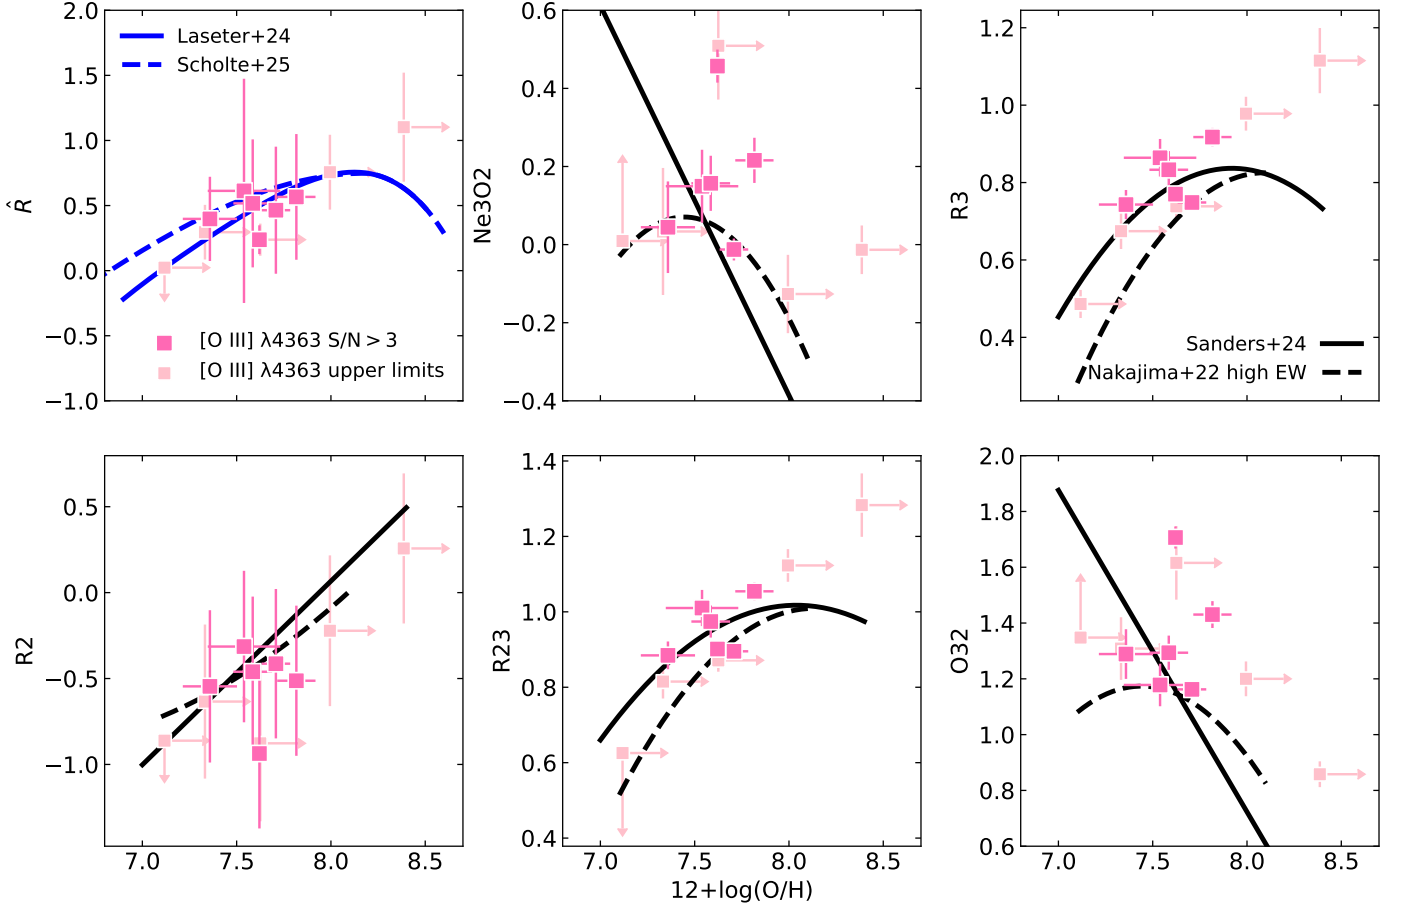 2.0
1.5
1.0
0.5
0.0
−0.5
−1.0
R̂
Laseter+24
Scholte+25
[O III] λ4363 S/N > 3
[O III] λ4363 upper limits
0.6
0.4
0.2
0.0
−0.2
−0.4
Ne3O2
1.2
1.0
0.8
0.6
0.4
R3
Sanders+24
Nakajima+22 high EW
0.5
0.0
−0.5
−1.0
R2
7.0 7.5 8.0 8.5
1.4
1.2
1.0
0.8
0.6
0.4
R23
7.0 7.5 8.0 8.5
12+log(O/H)
2.0
1.8
1.6
1.4
1.2
1.0
0.8
0.6
O32
7.0 7.5 8.0 8.5